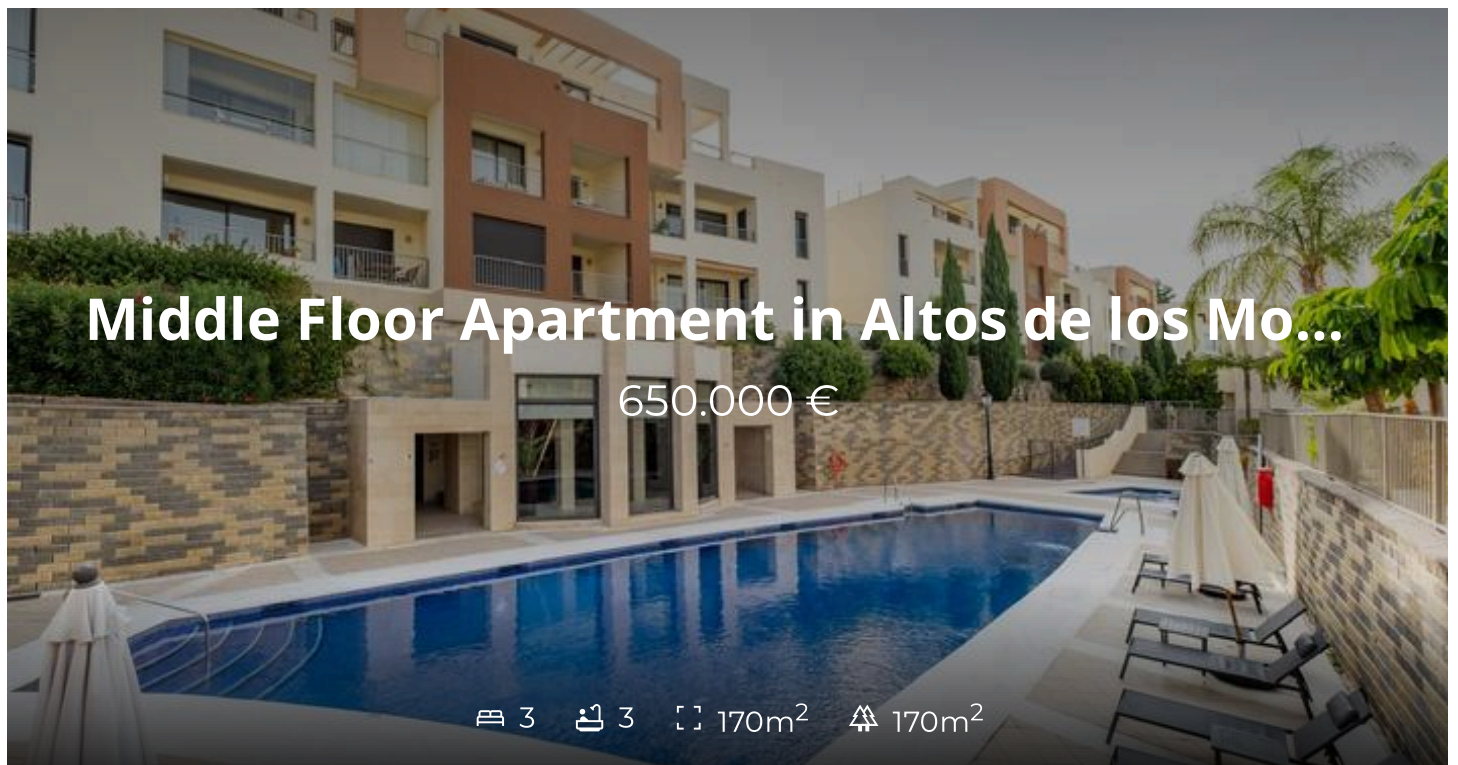 Middle Floor Apartment in Altos de los Mo...
650.000 €
3 3 170m² 170m²